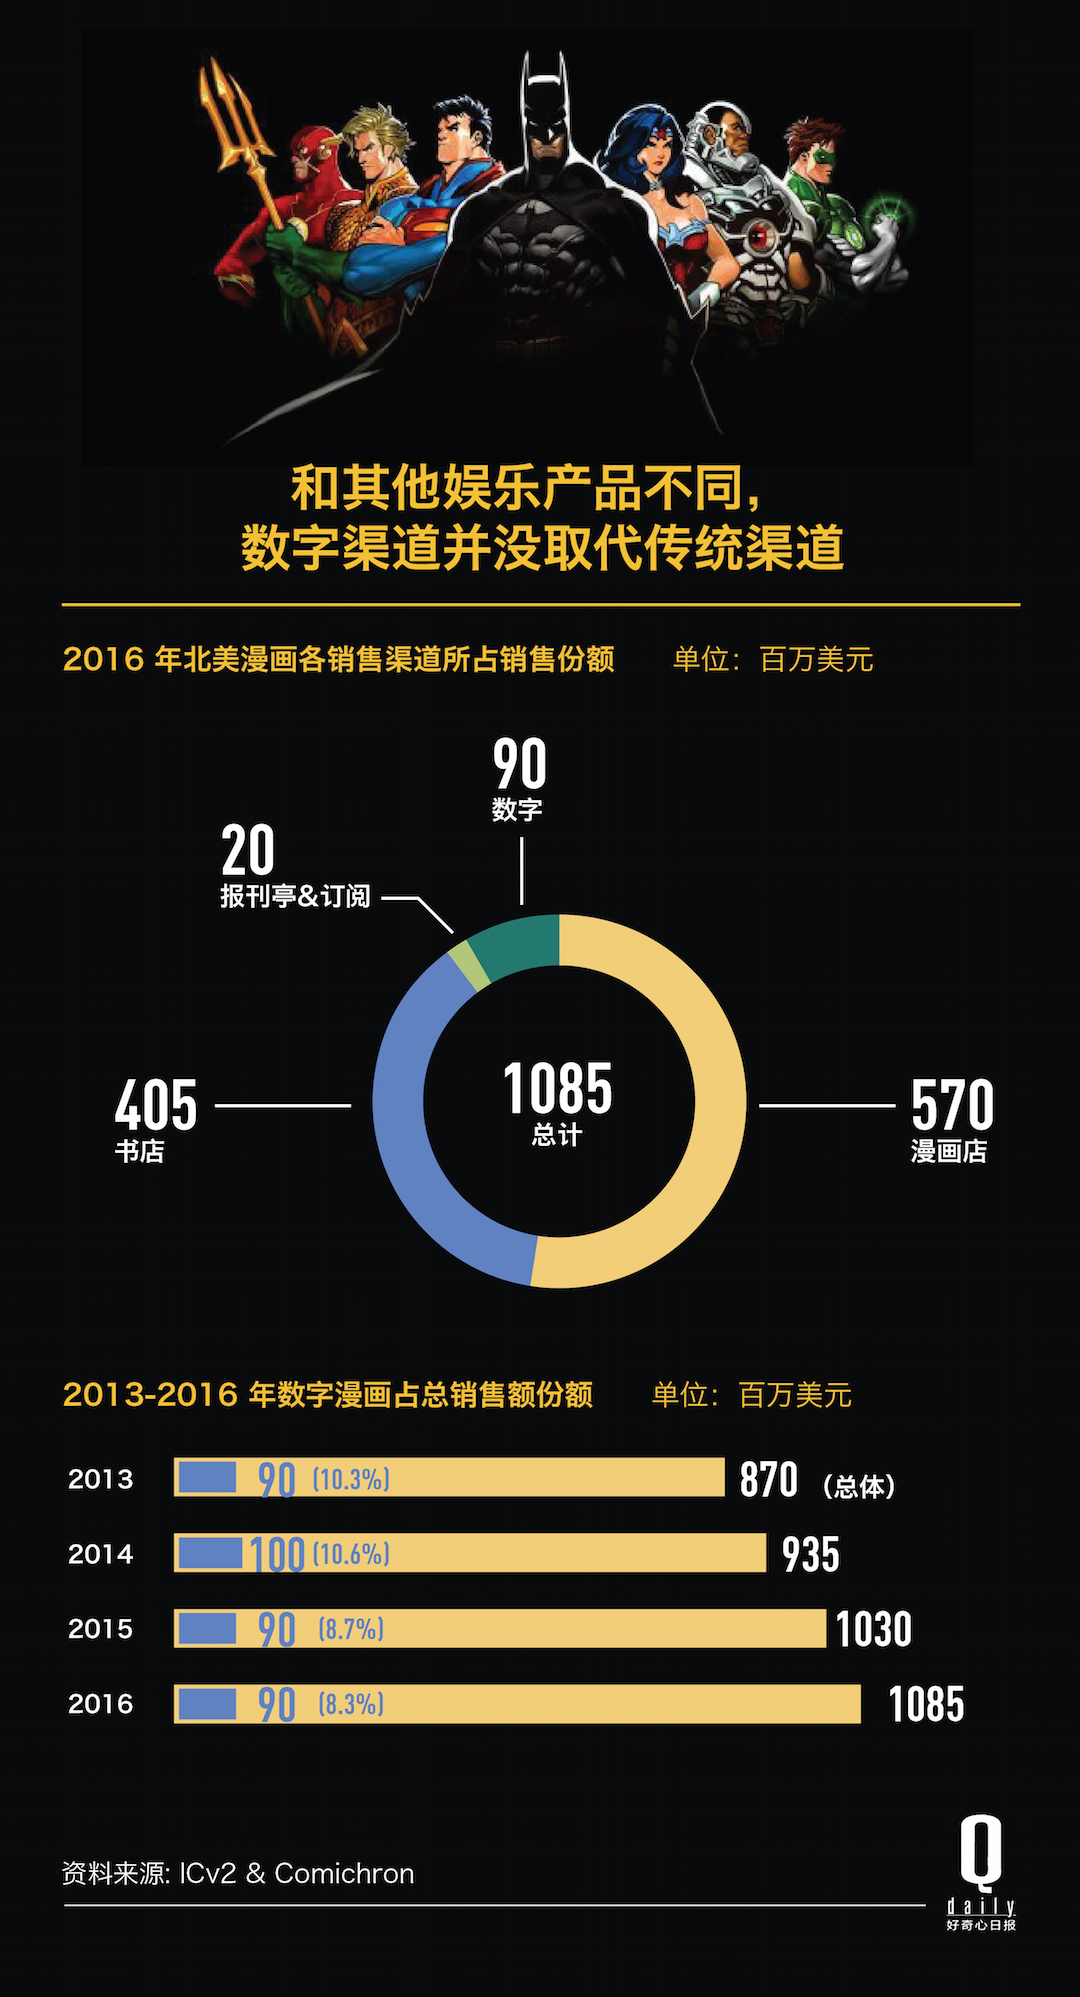 和其他娱乐产品不同，
数字渠道并没取代传统渠道
2016 年北美漫画各销售渠道所占销售份额 单位：百万美元
90
数字
20
报刊亭&订阅
405
书店
1085
总计
570
漫画店
2013-2016 年数字漫画占总销售额份额 单位：百万美元
2013 90 (10.3%) 870 （总体）
2014 100 (10.6%) 935
2015 90 (8.7%) 1030
2016 90 (8.3%) 1085
资料来源: ICv2 & Comichron
Q
daily
好奇心日报